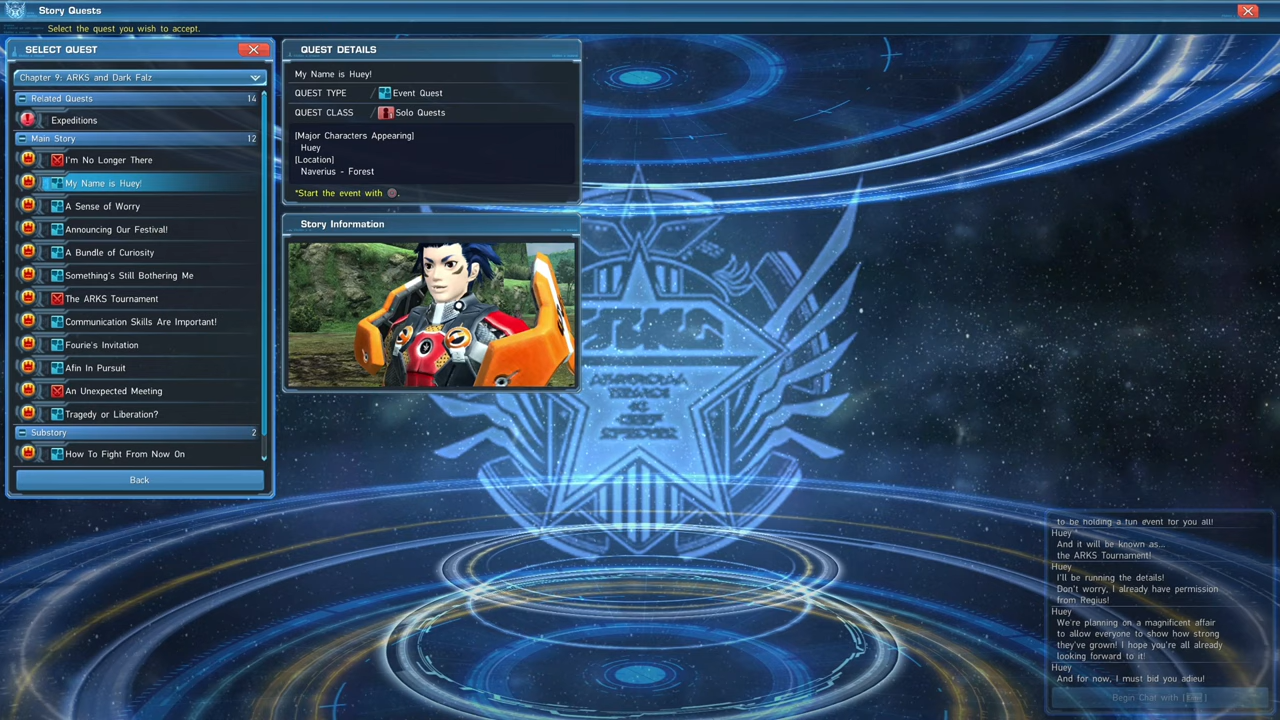 Story Quests
Select the quest you wish to accept.
SELECT QUEST
Chapter 9: ARKS and Dark Falz
Related Quests 14
Expeditions
Main Story 12
I'm No Longer There
My Name is Huey!
A Sense of Worry
Announcing Our Festival!
A Bundle of Curiosity
Something's Still Bothering Me
The ARKS Tournament
Communication Skills Are Important!
Fourie's Invitation
Afin In Pursuit
An Unexpected Meeting
Tragedy or Liberation?
Substory 2
How To Fight From Now On
Back
QUEST DETAILS
My Name is Huey!
QUEST TYPE / Event Quest
QUEST CLASS / Solo Quests
[Major Characters Appearing]
Huey
[Location]
Naverius - Forest
*Start the event with .
Story Information
ARKS
to be holding a fun event for you all!
Huey
And it will be known as...
the ARKS Tournament!
Huey
I'll be running the details!
Don't worry, I already have permission
from Regius!
Huey
We're planning on a magnificent affair
to allow everyone to show how strong
they've grown! I hope you're all already
looking forward to it!
Huey
And for now, I must bid you adieu!
Begin Chat with [ ]